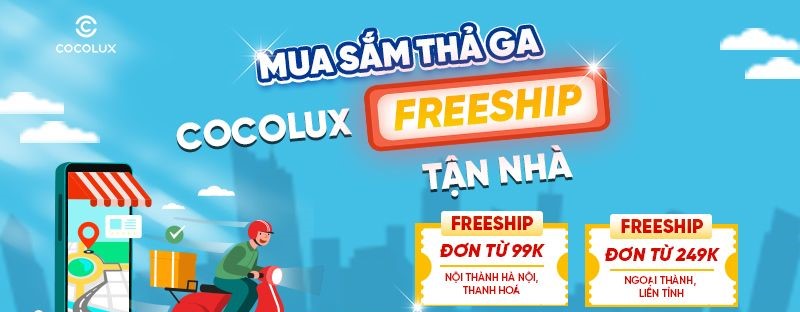 COCOLUX
MUA SẮM THẢ GA
COCOLUX FREESHIP
TẬN NHÀ
FREESHIP
ĐƠN TỪ 99K
NỘI THÀNH HÀ NỘI,
THANH HOÁ
FREESHIP
ĐƠN TỪ 249K
NGOẠI THÀNH,
LIÊN TỈNH